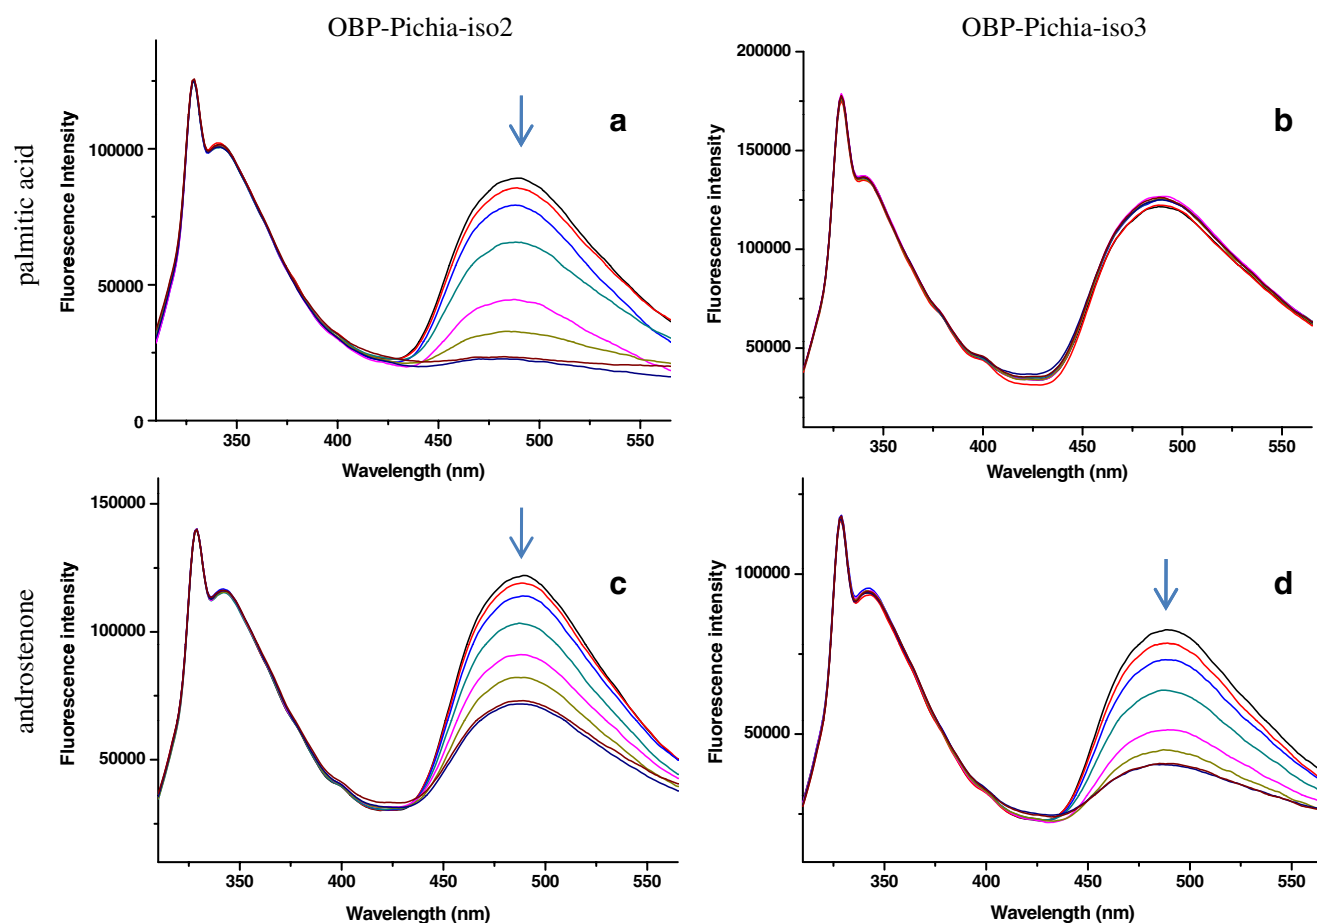 OBP-Pichia-iso2
OBP-Pichia-iso3
palmitic acid
Fluorescence Intensity
100000
50000
0
a
350
400
450
500
550
Wavelength (nm)
Fluorescence intensity
200000
150000
100000
50000
b
350
400
450
500
550
Wavelength (nm)
androstenone
Fluorescence intensity
150000
100000
50000
c
350
400
450
500
550
Wavelength (nm)
Fluorescence intensity
100000
50000
d
350
400
450
500
550
Wavelength (nm)